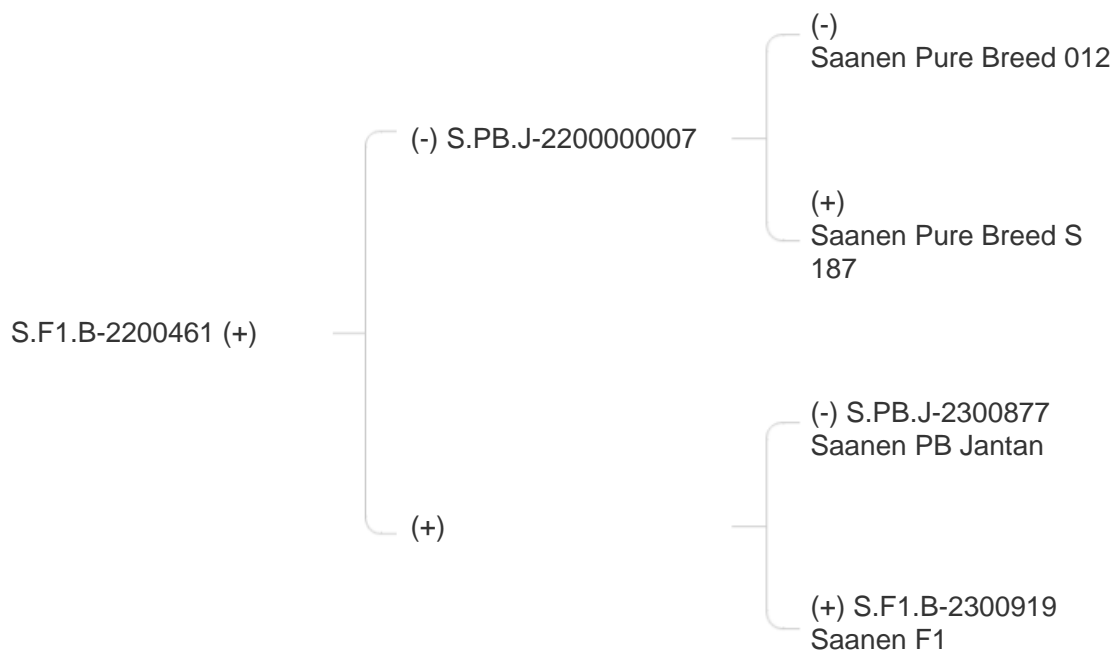 (-)
Saanen Pure Breed 012
(-) S.PB.J-2200000007
(+)
Saanen Pure Breed S
187
S.F1.B-2200461 (+)
(-) S.PB.J-2300877
Saanen PB Jantan
(+)
(+) S.F1.B-2300919
Saanen F1